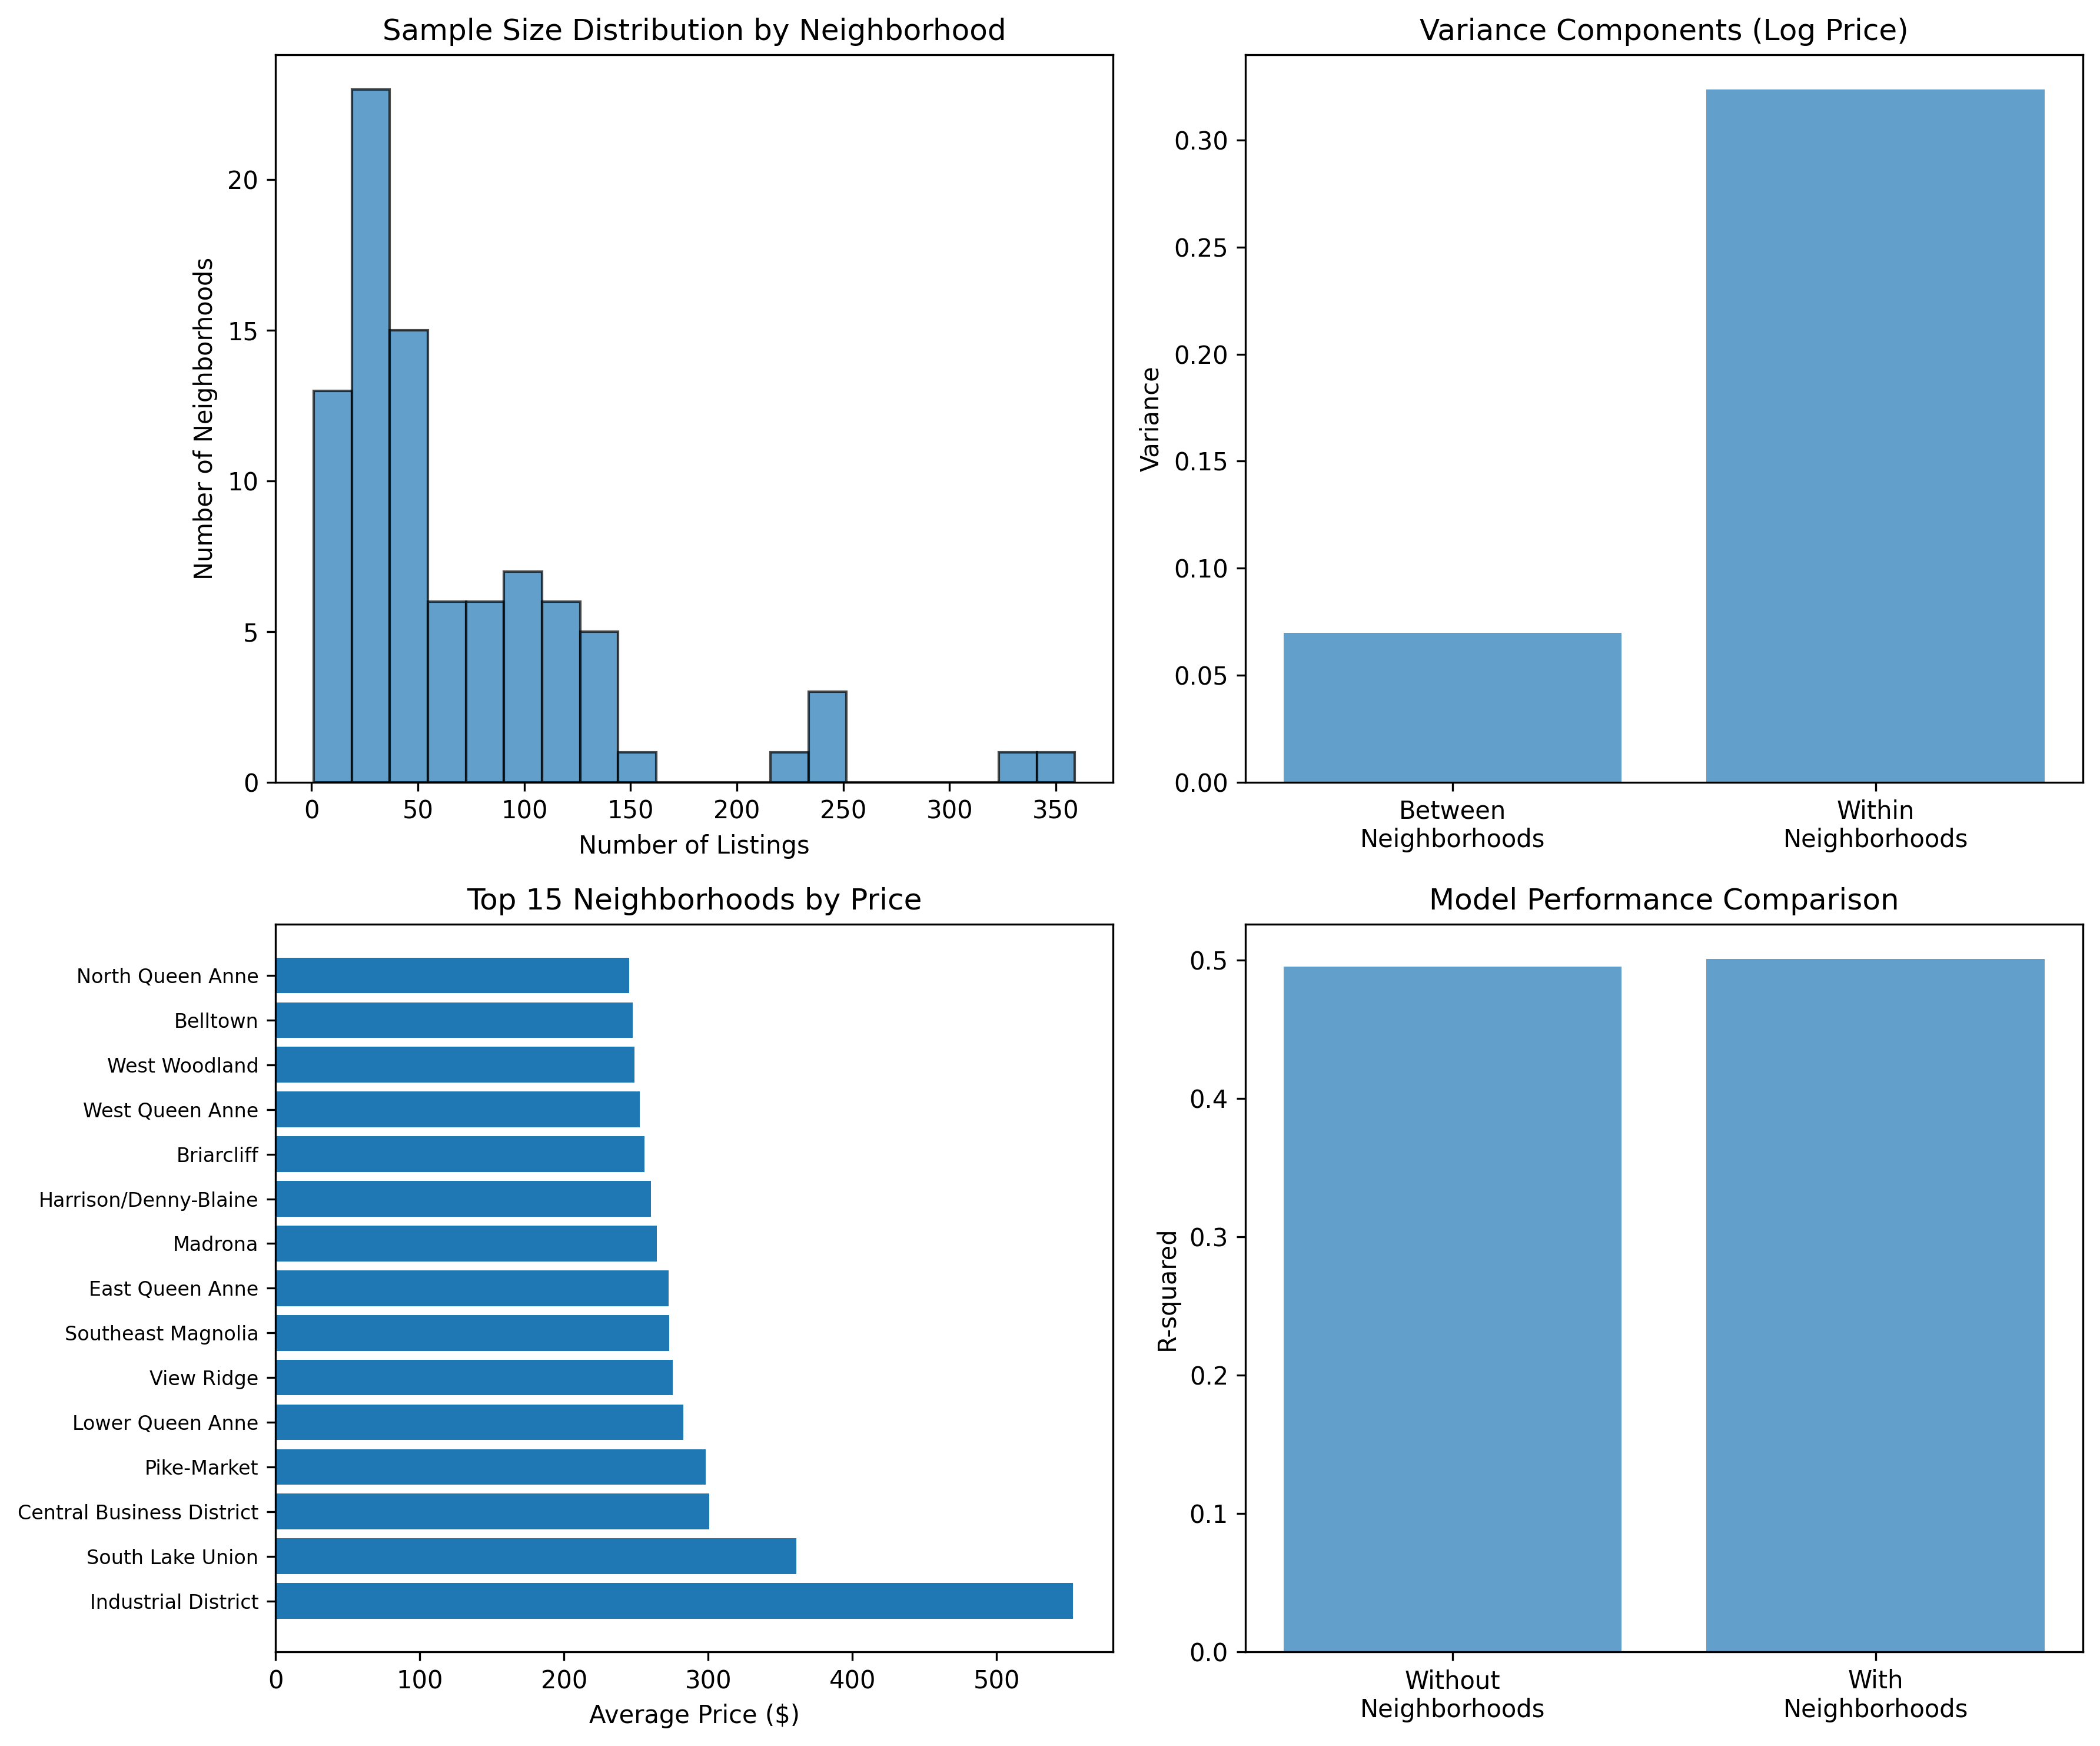 Sample Size Distribution by Neighborhood
Number of Neighborhoods
20
15
10
5
0
0 50 100 150 200 250 300 350
Number of Listings
Variance Components (Log Price)
Variance
0.30
0.25
0.20
0.15
0.10
0.05
0.00
Between
Neighborhoods
Within
Neighborhoods
Top 15 Neighborhoods by Price
North Queen Anne
Belltown
West Woodland
West Queen Anne
Briarcliff
Harrison/Denny-Blaine
Madrona
East Queen Anne
Southeast Magnolia
View Ridge
Lower Queen Anne
Pike-Market
Central Business District
South Lake Union
Industrial District
0 100 200 300 400 500
Average Price ($)
Model Performance Comparison
R-squared
0.5
0.4
0.3
0.2
0.1
0.0
Without
Neighborhoods
With
Neighborhoods